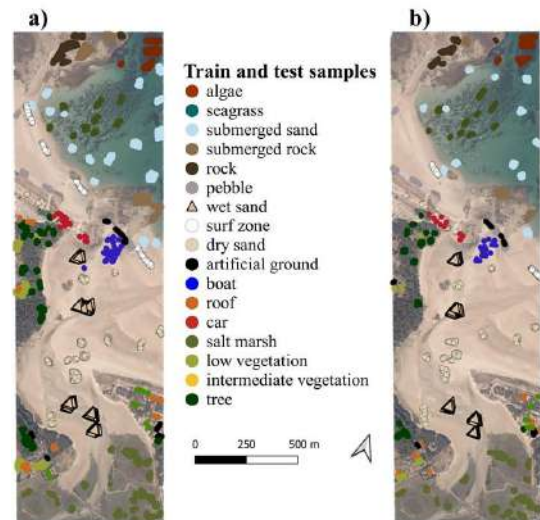 a)
b)
Train and test samples
algae
seagrass
submerged sand
submerged rock
rock
pebble
wet sand
surf zone
dry sand
artificial ground
boat
roof
car
salt marsh
low vegetation
intermediate vegetation
tree
0 250 500 m